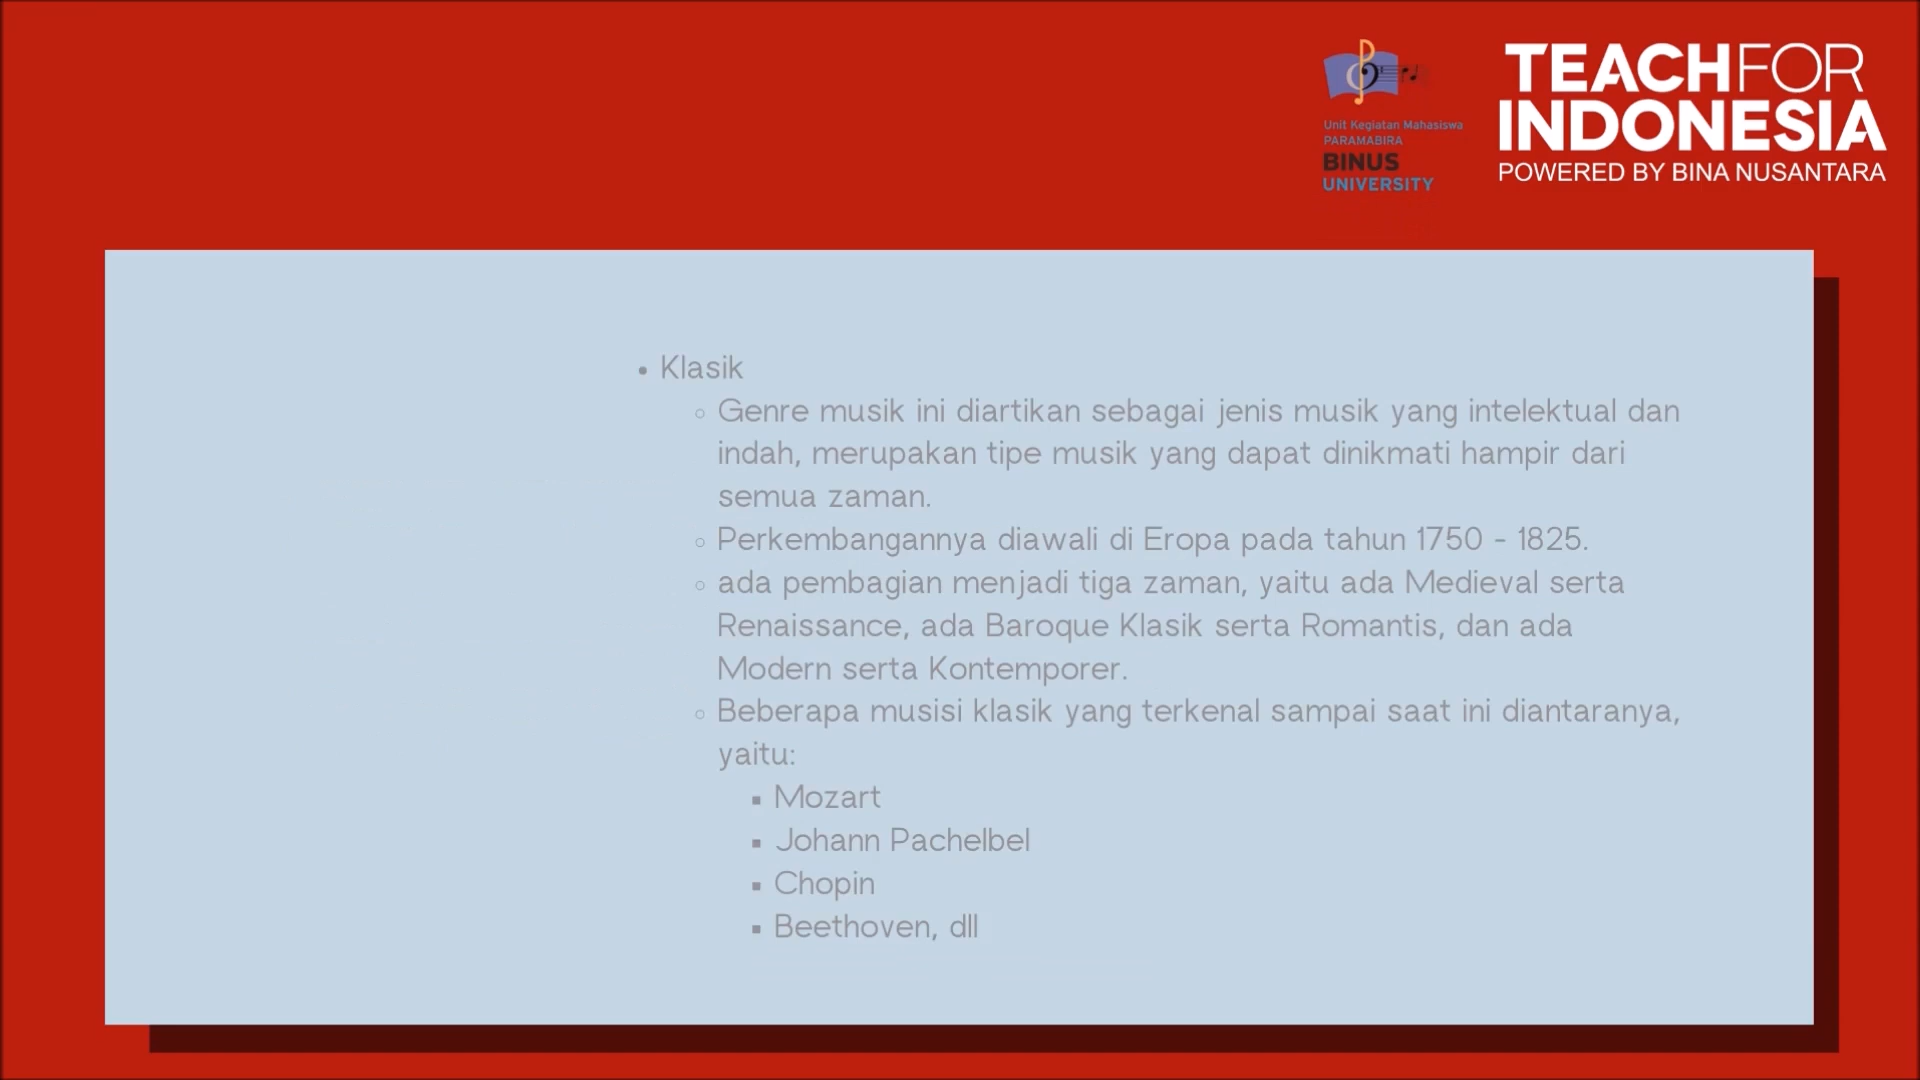 TEACHFOR
INDONESIA
POWERED BY BINA NUSANTARA
Unit Kegiatan Mahasiswa
PARAMABIRA
BINUS
UNIVERSITY
• Klasik
◦ Genre musik ini diartikan sebagai jenis musik yang intelektual dan
indah, merupakan tipe musik yang dapat dinikmati hampir dari
semua zaman.
◦ Perkembangannya diawali di Eropa pada tahun 1750 - 1825.
◦ ada pembagian menjadi tiga zaman, yaitu ada Medieval serta
Renaissance, ada Baroque Klasik serta Romantis, dan ada
Modern serta Kontemporer.
◦ Beberapa musisi klasik yang terkenal sampai saat ini diantaranya,
yaitu:
▪ Mozart
▪ Johann Pachelbel
▪ Chopin
▪ Beethoven, dll